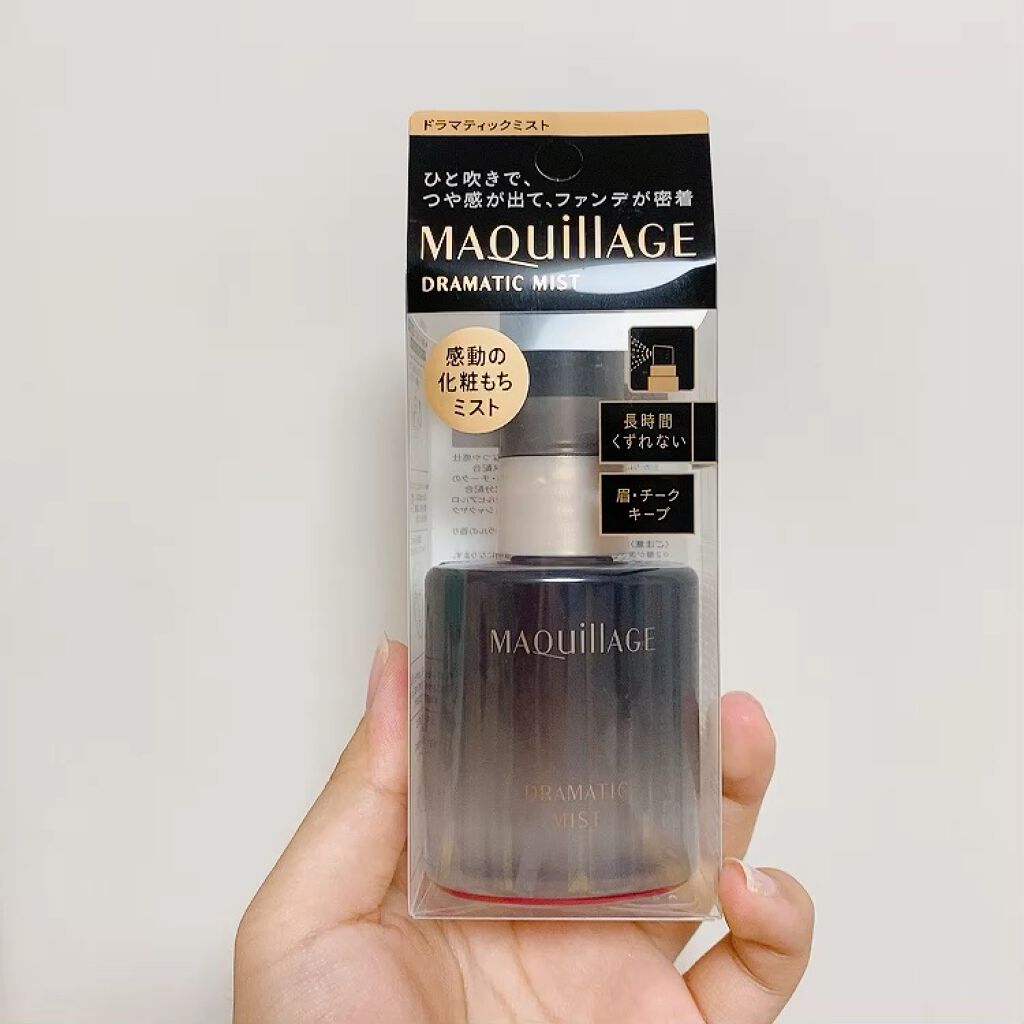 ドラマティックミスト
ひと吹きで、
つや感が出て、ファンデが密着
MAQuillAGE
DRAMATIC MIST
感動の
化粧もち
ミスト
長時間
くずれない
眉・チーク
キープ
MAQuillAGE
DRAMATIC
MIST